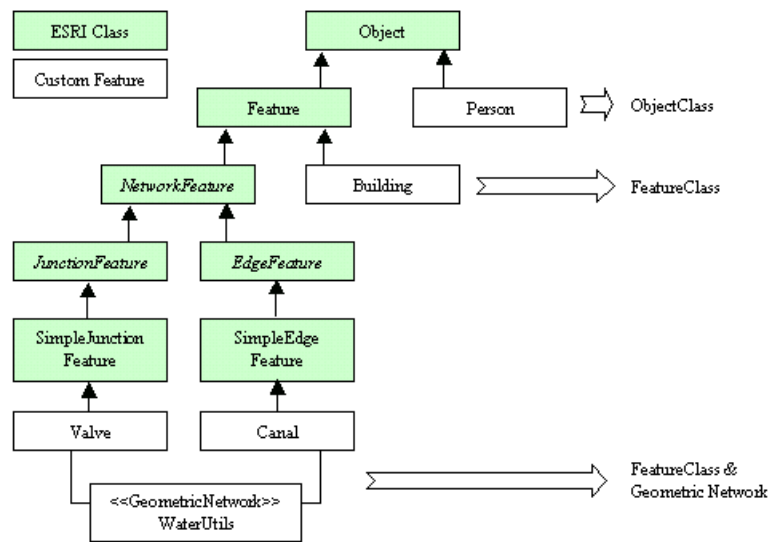 ESRI Class
Object
Custom Feature
Feature
Person
ObjectClass
NetworkFeature
Building
FeatureClass
JunctionFeature
EdgeFeature
SimpleJunction
Feature
SimpleEdge
Feature
Valve
Canal
<<GeometricNetwork>>
WaterUtils
FeatureClass &
Geometric Network